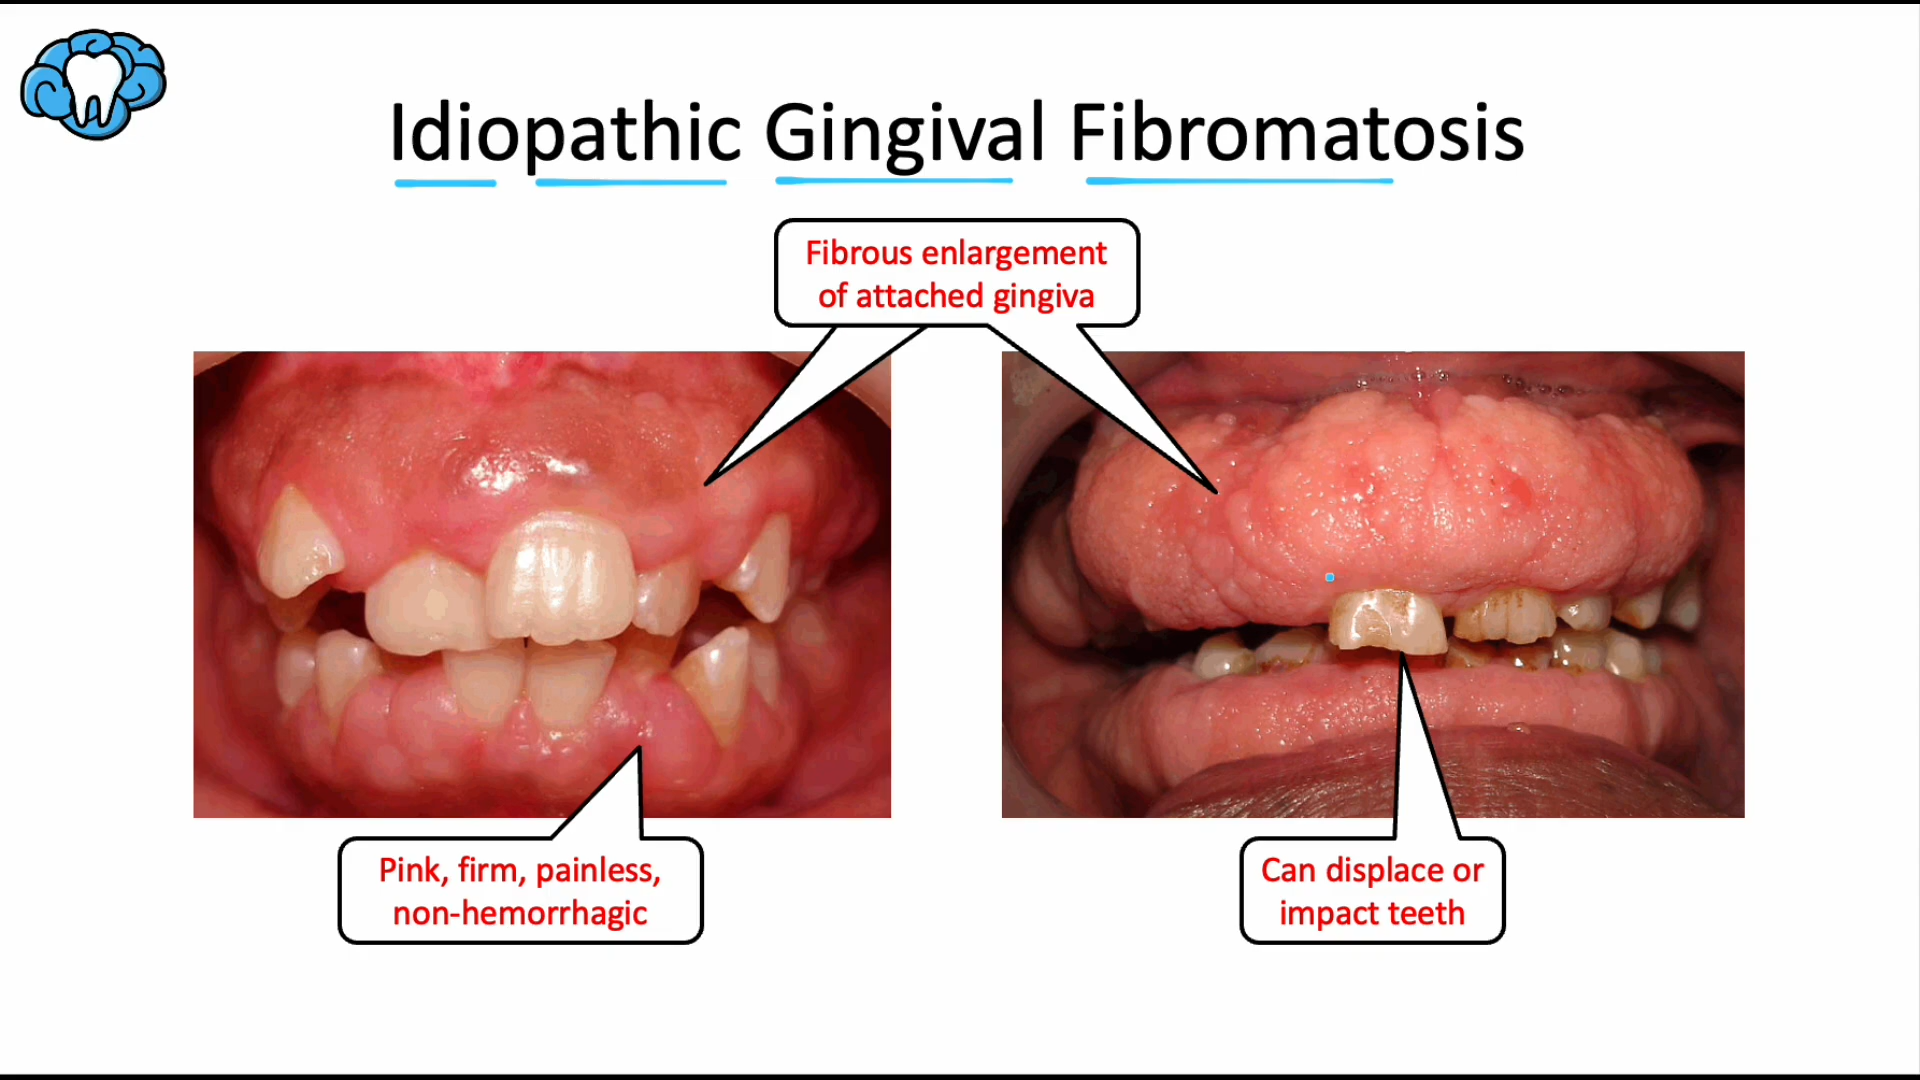 Idiopathic Gingival Fibromatosis
Fibrous enlargement
of attached gingiva
Pink, firm, painless,
non-hemorrhagic
Can displace or
impact teeth